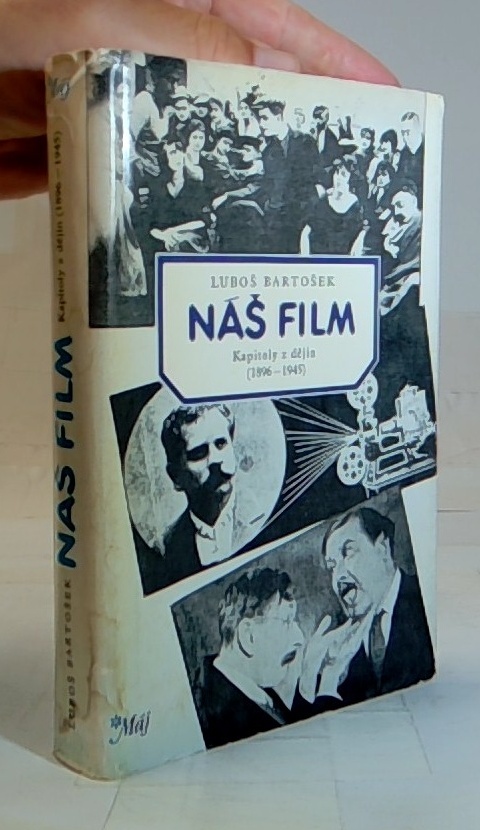 LUBOŠ BARTOŠEK
NÁŠ FILM
Kapitoly z dějin
(1896–1945)
Máj
LUBOŠ BARTOŠEK NÁŠ FILM Kapitoly z dějin (1896–1945)